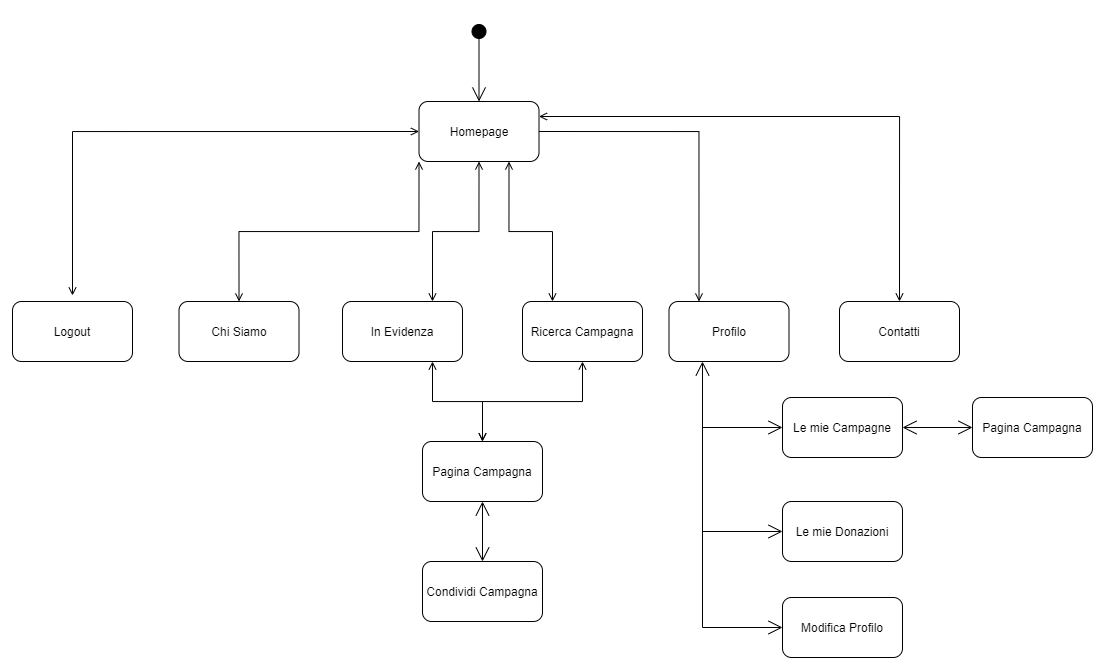 Homepage
Logout
Chi Siamo
In Evidenza
Ricerca Campagna
Profilo
Contatti
Le mie Campagne
Pagina Campagna
Pagina Campagna
Le mie Donazioni
Condividi Campagna
Modifica Profilo